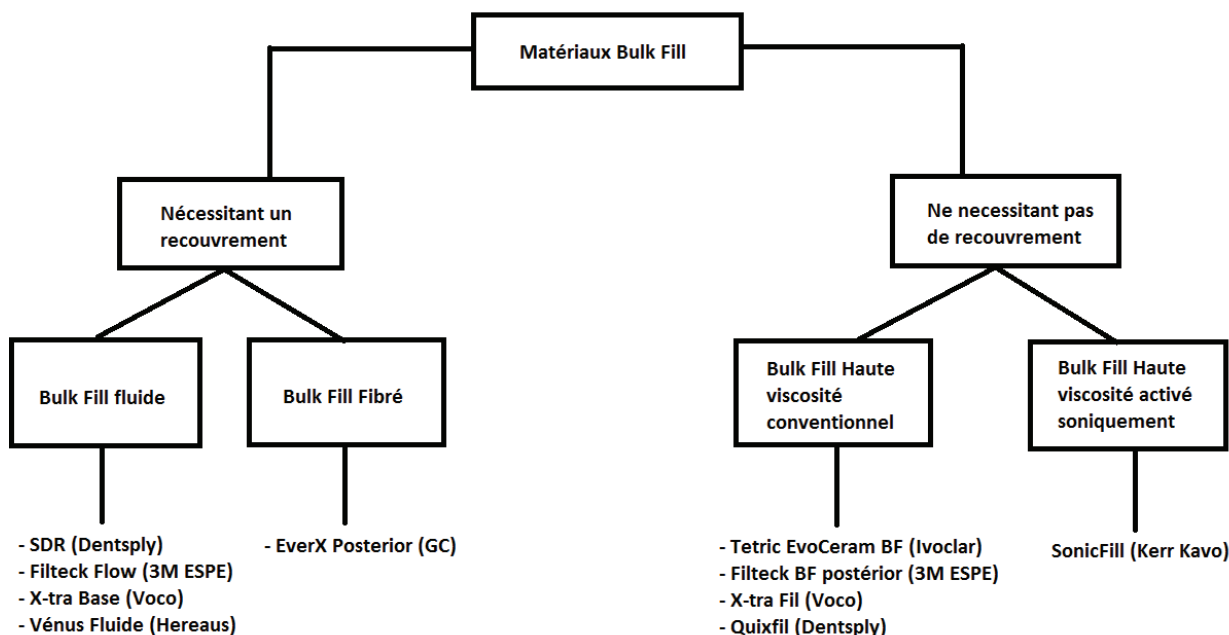 Matériaux Bulk Fill
Nécessitant un
recouvrement
Ne necessitant pas
de recouvrement
Bulk Fill fluide
Bulk Fill Fibré
Bulk Fill Haute
viscosité
conventionnel
Bulk Fill Haute
viscosité activé
soniquement
- SDR (Dentsply)
- Filteck Flow (3M ESPE)
- X-tra Base (Voco)
- Vénus Fluide (Hereaus)
- EverX Posterior (GC)
- Tetric EvoCeram BF (Ivoclar)
- Filteck BF postérior (3M ESPE)
- X-tra Fil (Voco)
- Quixfil (Dentsply)
SonicFill (Kerr Kavo)